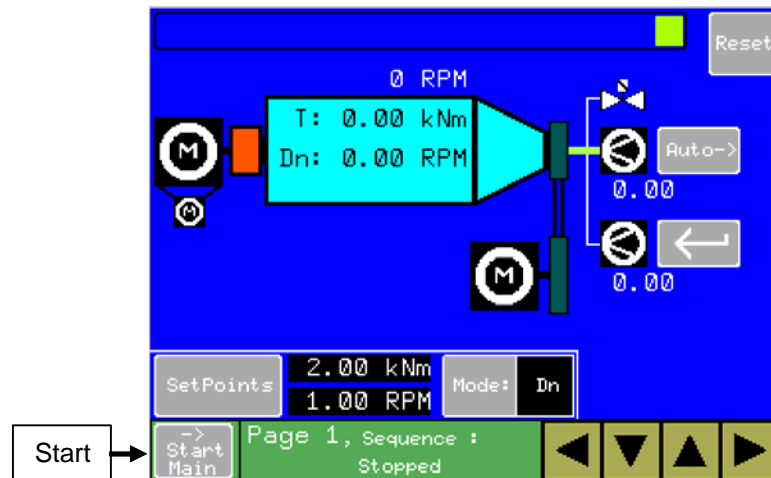 Reset
0 RPM
T: 0.00 kNm
Dn: 0.00 RPM
M
M
Auto->
0.00
M
0.00
SetPoints
2.00 kNm
1.00 RPM
Mode:
Dn
Start
->
Start
Main
Page 1, Sequence :
Stopped